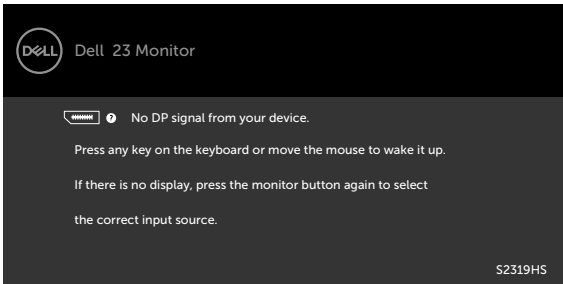 DELL
Dell 23 Monitor
No DP signal from your device.
Press any key on the keyboard or move the mouse to wake it up.
If there is no display, press the monitor button again to select
the correct input source.
S2319HS